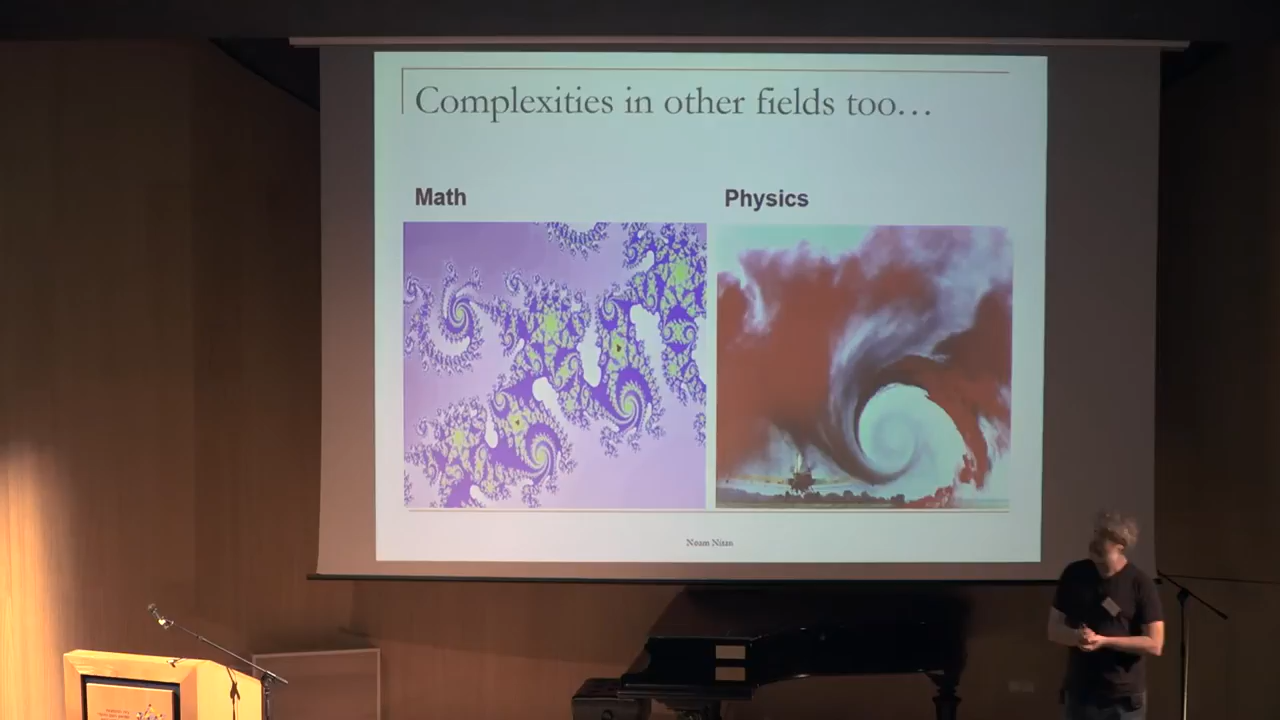 Complexities in other fields too…
Math
Physics
Noam Nisan